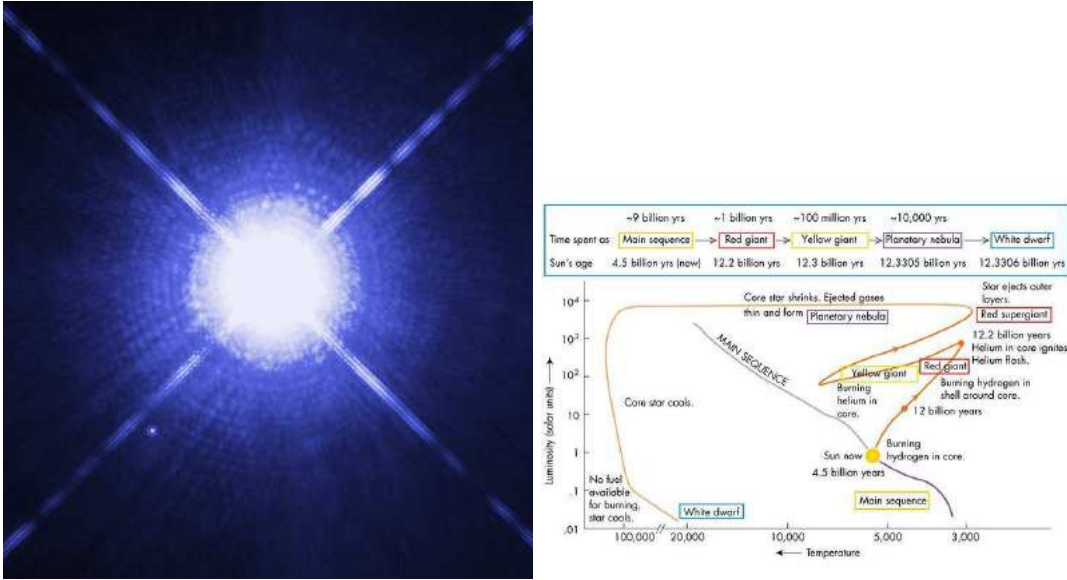 ~9 billion yrs ~1 billion yrs ~100 million yrs ~10,000 yrs
Time spent as Main sequence Red giant Yellow giant Planetary nebula White dwarf
Sun's age 4.5 billion yrs (now) 12.2 billion yrs 12.3 billion yrs 12.3305 billion yrs 12.3306 billion yrs
Star ejects outer
layers.
Red supergiant
Core star shrinks. Ejected gases
thin and form Planetary nebula
12.2 billion years
Helium in core ignites
Helium flash.
MAIN SEQUENCE
Yellow giant
Red giant
Burning
helium in
core.
Burning hydrogen in
shell around core.
12 billion years
Core star cools.
Sun now
4.5 billion years
Burning
hydrogen in core.
No fuel
available
for burning,
star cools.
White dwarf
Main sequence
Luminosity (solar units)
10⁴
10³
10²
10
1
.1
.01
100,000 20,000 10,000 5,000 3,000
Temperature